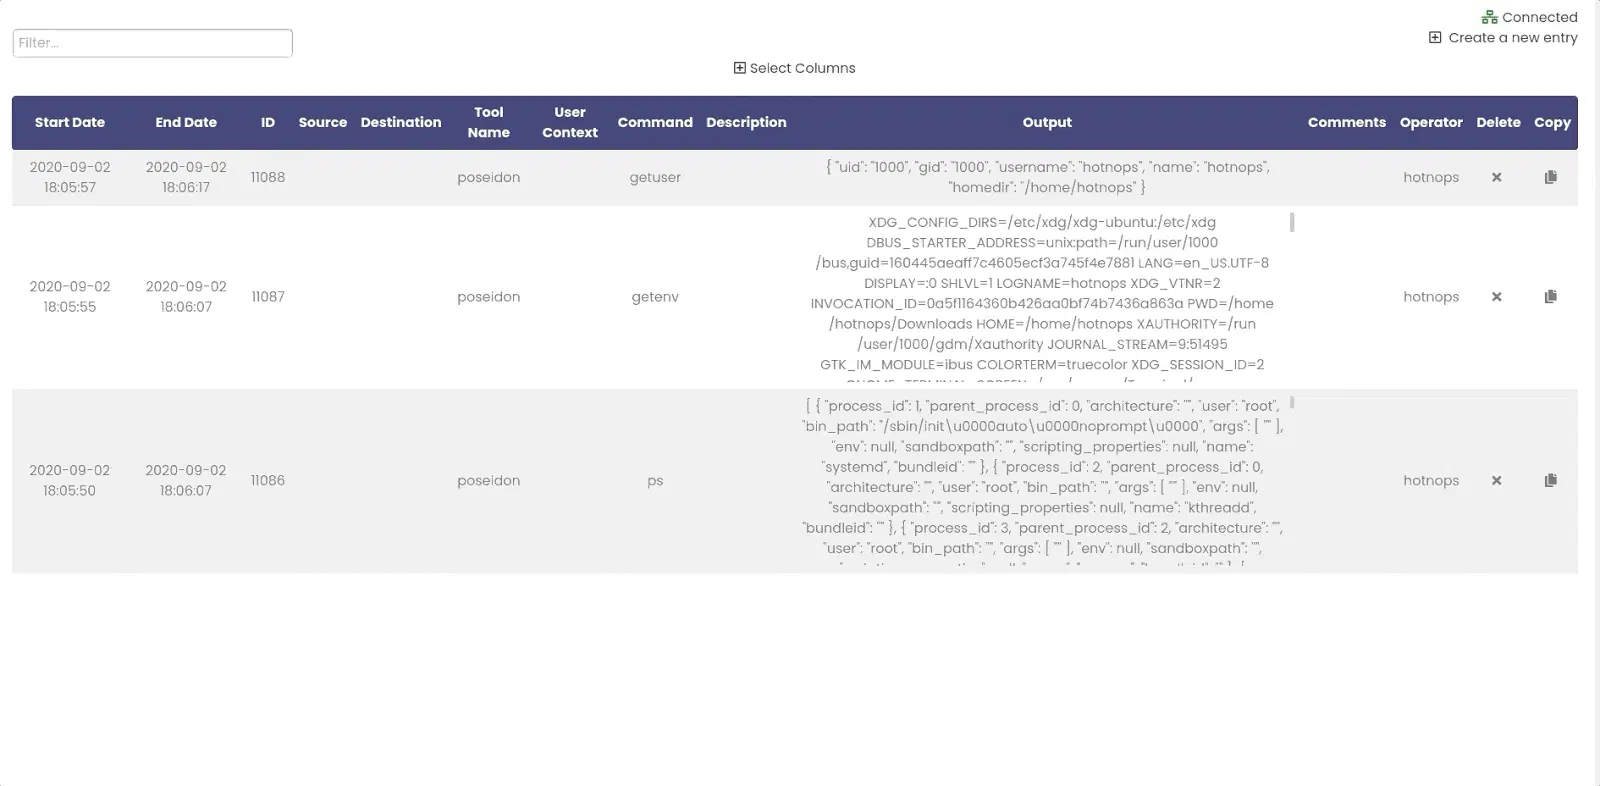 Connected
Filter...
Create a new entry
Select Columns
Start Date End Date ID Source Destination Tool Name User Context Command Description Output Comments Operator Delete Copy
2020-09-02 18:05:57
2020-09-02 18:06:17
11088
poseidon
getuser
{ "uid": "1000", "gid": "1000", "username": "hotnops", "name": "hotnops",
"homedir": "/home/hotnops" }
hotnops
2020-09-02 18:05:55
2020-09-02 18:06:07
11087
poseidon
getenv
XDG_CONFIG_DIRS=/etc/xdg/xdg-ubuntu:/etc/xdg
DBUS_STARTER_ADDRESS=unix:path=/run/user/1000
/bus,guid=160445aeaff7c4605ecf3a745f4e7881 LANG=en_US.UTF-8
DISPLAY=:0 SHLVL=1 LOGNAME=hotnops XDG_VTNR=2
INVOCATION_ID=0a5f1164360b426aa0bf74b7436a863a PWD=/home
/hotnops/Downloads HOME=/home/hotnops XAUTHORITY=/run
/user/1000/gdm/Xauthority JOURNAL_STREAM=9:51495
GTK_IM_MODULE=ibus COLORTERM=truecolor XDG_SESSION_ID=2
hotnops
2020-09-02 18:05:50
2020-09-02 18:06:07
11086
poseidon
ps
[ { "process_id": 1, "parent_process_id": 0, "architecture": "", "user": "root",
"bin_path": "/sbin/init\u0000auto\u0000noprompt\u0000", "args": [ "" ],
"env": null, "sandboxpath": "", "scripting_properties": null, "name":
"systemd", "bundleid": "" }, { "process_id": 2, "parent_process_id": 0,
"architecture": "", "user": "root", "bin_path": "", "args": [ "" ], "env": null,
"sandboxpath": "", "scripting_properties": null, "name": "kthreadd",
"bundleid": "" }, { "process_id": 3, "parent_process_id": 2, "architecture": "",
"user": "root", "bin_path": "", "args": [ "" ], "env": null, "sandboxpath": "",
hotnops